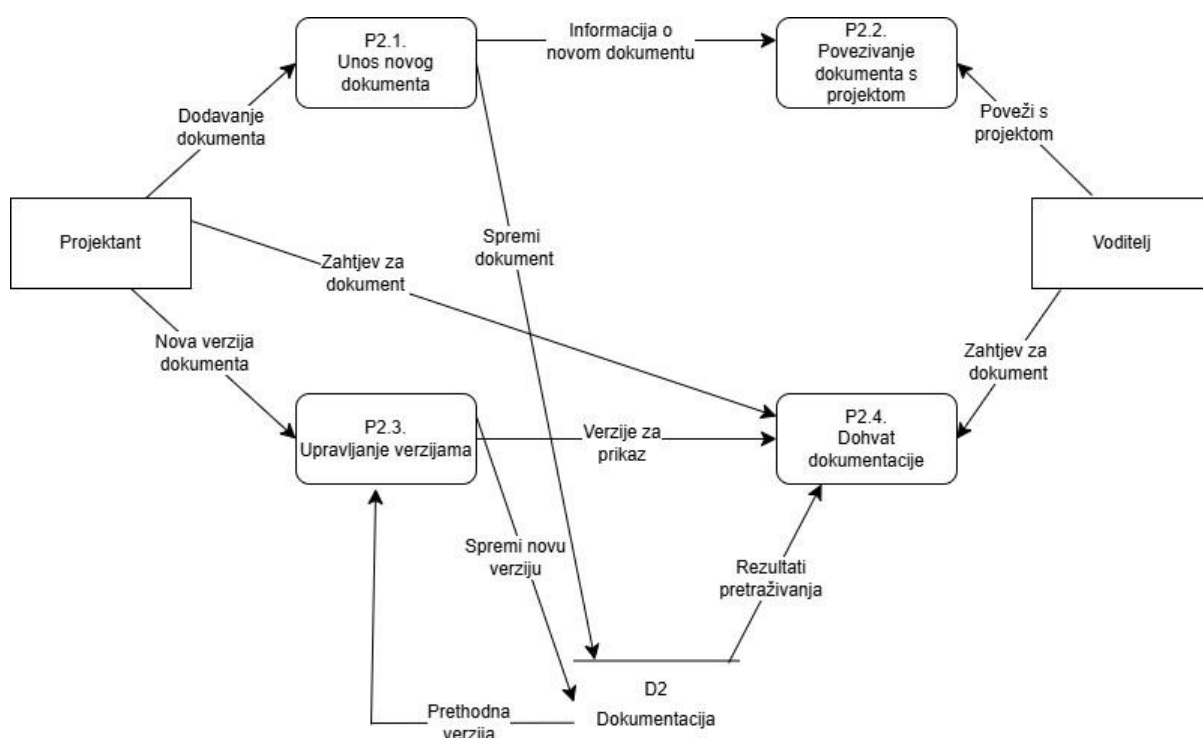 P2.1.
Unos novog
dokumenta
Informacija o
novom dokumentu
P2.2.
Povezivanje
dokumenta s
projektom
Dodavanje
dokumenta
Poveži s
projektom
Projektant
Voditelj
Spremi
dokument
Zahtjev za
dokument
Nova verzija
dokumenta
Zahtjev za
dokument
P2.3.
Upravljanje verzijama
Verzije za
prikaz
P2.4.
Dohvat
dokumentacije
Spremi novu
verziju
Rezultati
pretraživanja
D2
Dokumentacija
Prethodna
verzija